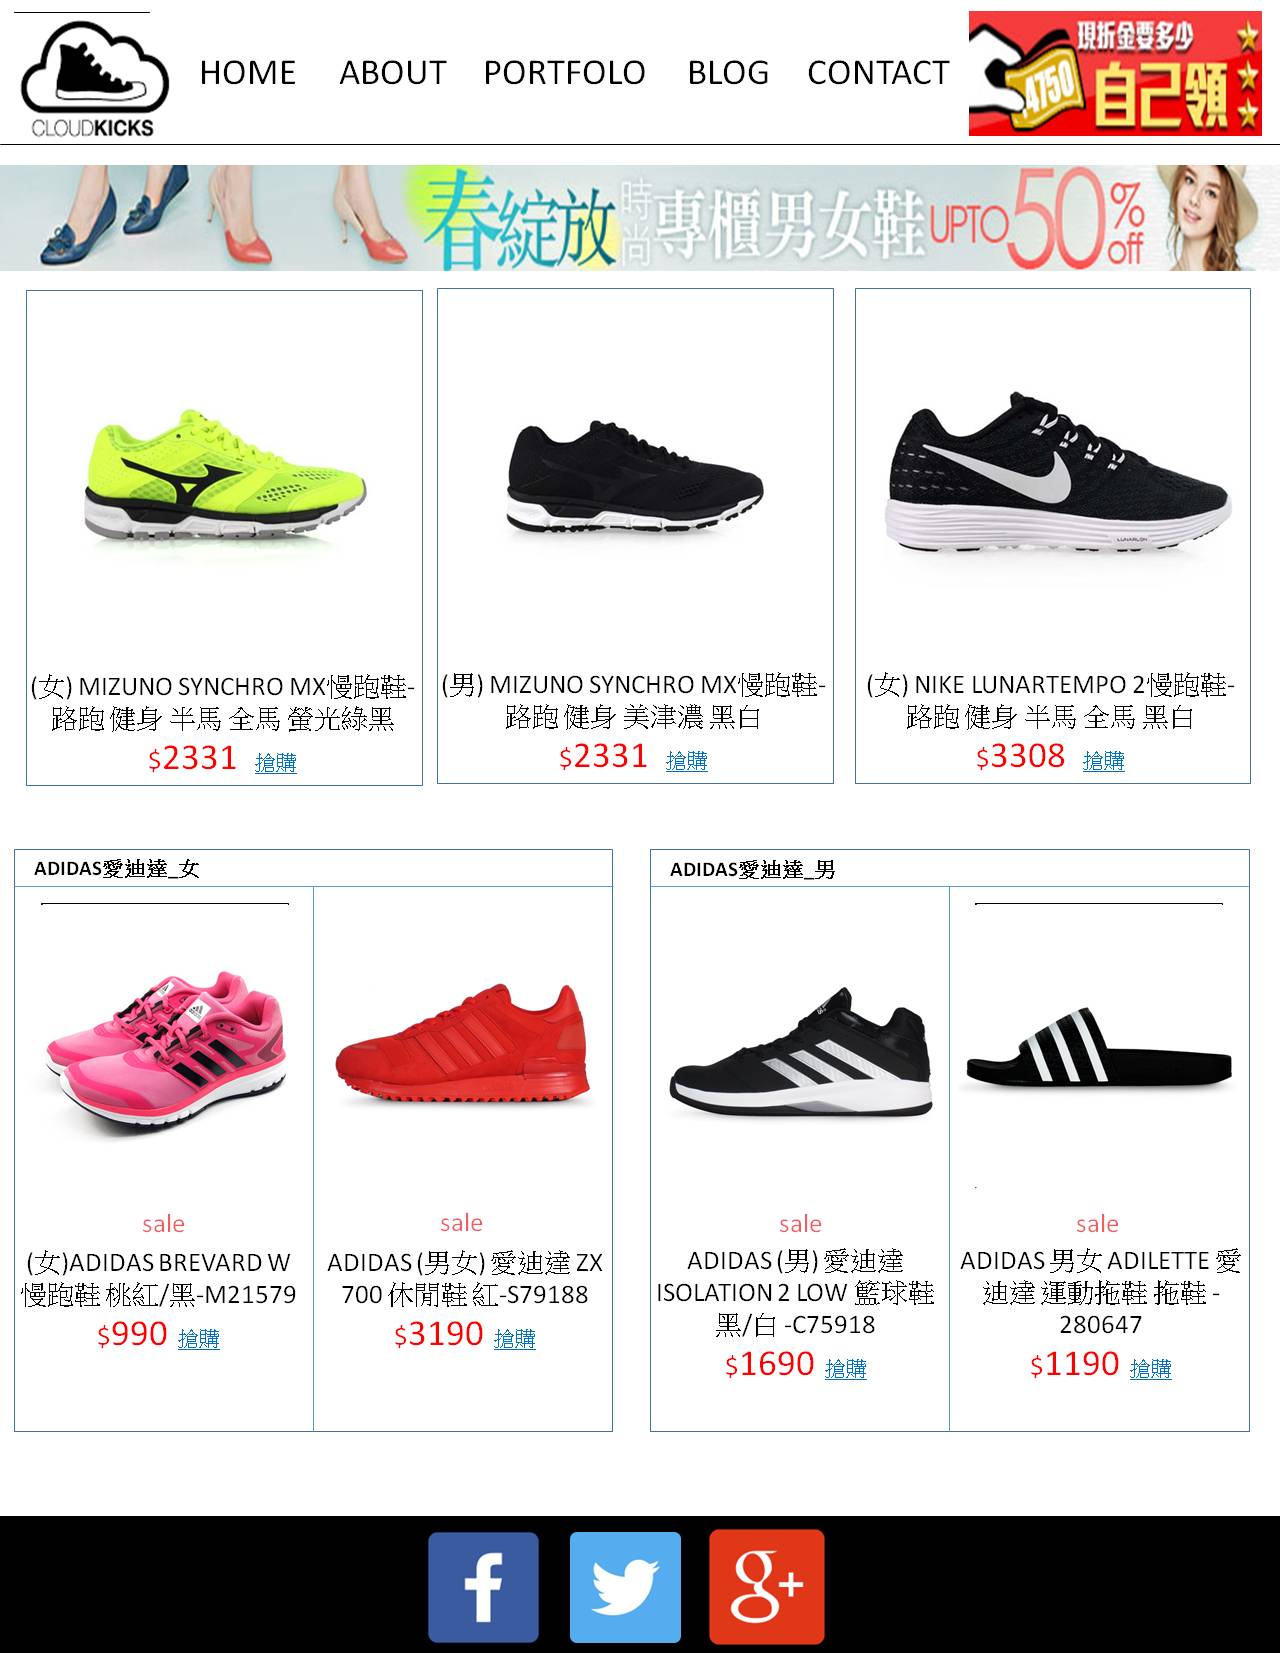 CLOUDKICKS
HOME ABOUT PORTFOLO BLOG CONTACT
現折金要多少
4750
自己領
春綻放 時尚 專櫃男女鞋 UPTO 50% off
LUNARLON
(女) MIZUNO SYNCHRO MX慢跑鞋-
路跑 健身 半馬 全馬 螢光綠黑
$2331 搶購
(男) MIZUNO SYNCHRO MX慢跑鞋-
路跑 健身 美津濃 黑白
$2331 搶購
(女) NIKE LUNARTEMPO 2慢跑鞋-
路跑 健身 半馬 全馬 黑白
$3308 搶購
ADIDAS愛迪達_女
sale
(女)ADIDAS BREVARD W
慢跑鞋 桃紅/黑-M21579
$990 搶購
sale
ADIDAS (男女) 愛迪達 ZX
700 休閒鞋 紅-S79188
$3190 搶購
ADIDAS愛迪達_男
sale
ADIDAS (男) 愛迪達
ISOLATION 2 LOW 籃球鞋
黑/白 -C75918
$1690 搶購
sale
ADIDAS 男女 ADILETTE 愛
迪達 運動拖鞋 拖鞋 -
280647
$1190 搶購
f
g+